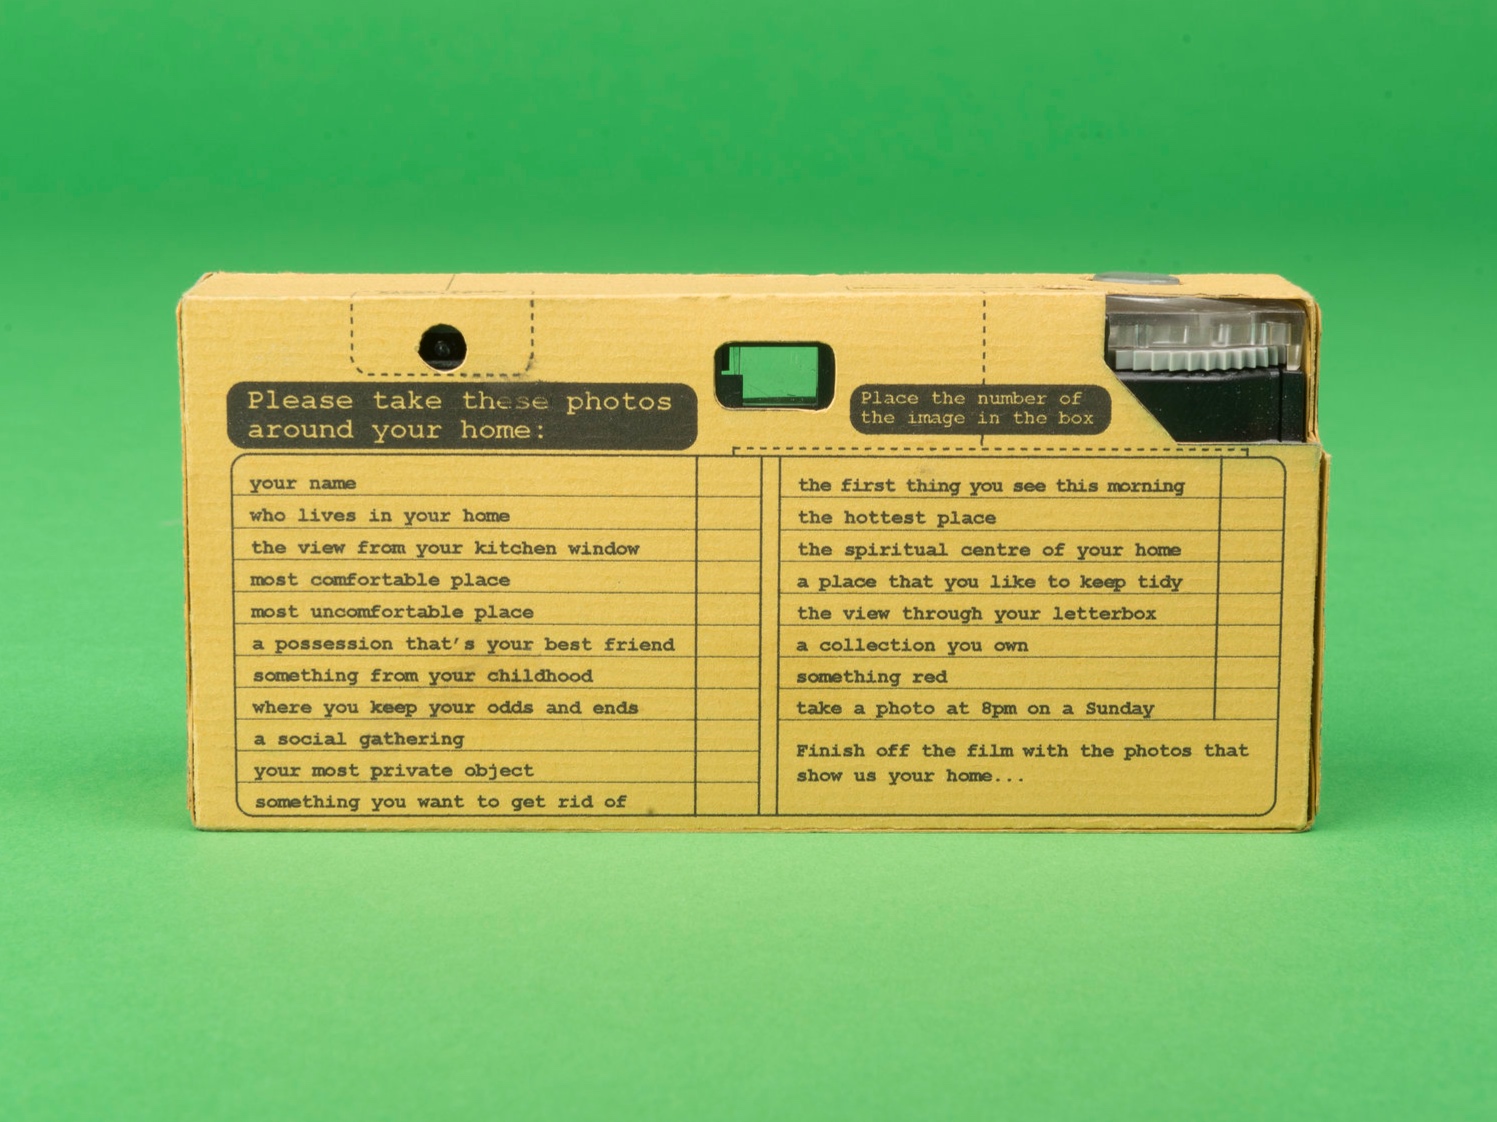 Please take these photos
around your home:
Place the number of
the image in the box
your name
who lives in your home
the view from your kitchen window
most comfortable place
most uncomfortable place
a possession that's your best friend
something from your childhood
where you keep your odds and ends
a social gathering
your most private object
something you want to get rid of
the first thing you see this morning
the hottest place
the spiritual centre of your home
a place that you like to keep tidy
the view through your letterbox
a collection you own
something red
take a photo at 8pm on a Sunday
Finish off the film with the photos that
show us your home...